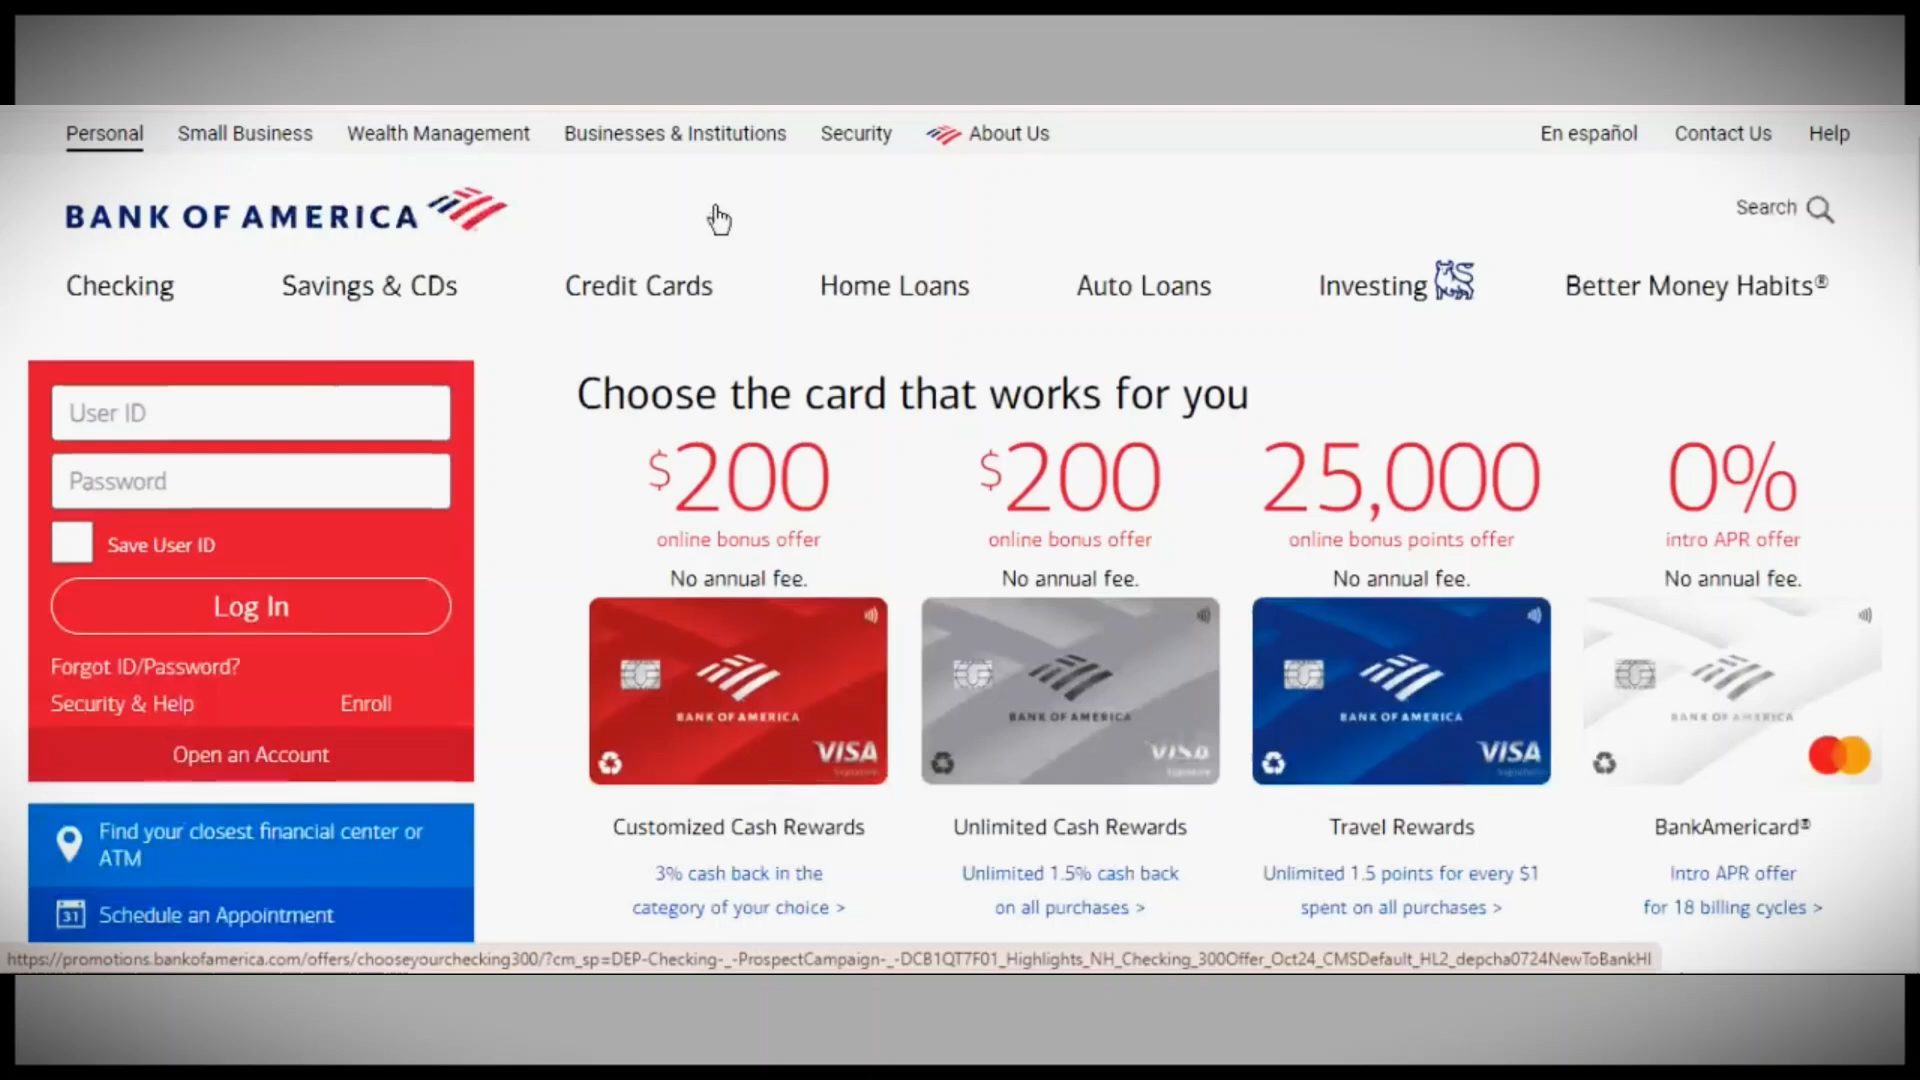 Personal Small Business Wealth Management Businesses & Institutions Security About Us En español Contact Us Help
BANK OF AMERICA
Search
Checking Savings & CDs Credit Cards Home Loans Auto Loans Investing Better Money Habits®
User ID
Password
Save User ID
Log In
Forgot ID/Password?
Security & Help Enroll
Open an Account
Find your closest financial center or
ATM
31 Schedule an Appointment
Choose the card that works for you
$200 $200 25,000 0%
online bonus offer online bonus offer online bonus points offer intro APR offer
No annual fee. No annual fee. No annual fee. No annual fee.
BANK OF AMERICA BANK OF AMERICA BANK OF AMERICA BANK OF AMERICA
VISA VISA VISA
Signature Signature Signature
Customized Cash Rewards Unlimited Cash Rewards Travel Rewards BankAmericard®
3% cash back in the Unlimited 1.5% cash back Unlimited 1.5 points for every $1 Intro APR offer
category of your choice > on all purchases > spent on all purchases > for 18 billing cycles >
https://promotions.bankofamerica.com/offers/chooseyourchecking300/?cm_sp=DEP-Checking-_-ProspectCampaign-_-DCB1QT7F01_Highlights_NH_Checking_300Offer_Oct24_CMSDefault_HL2_depcha0724NewToBankHI